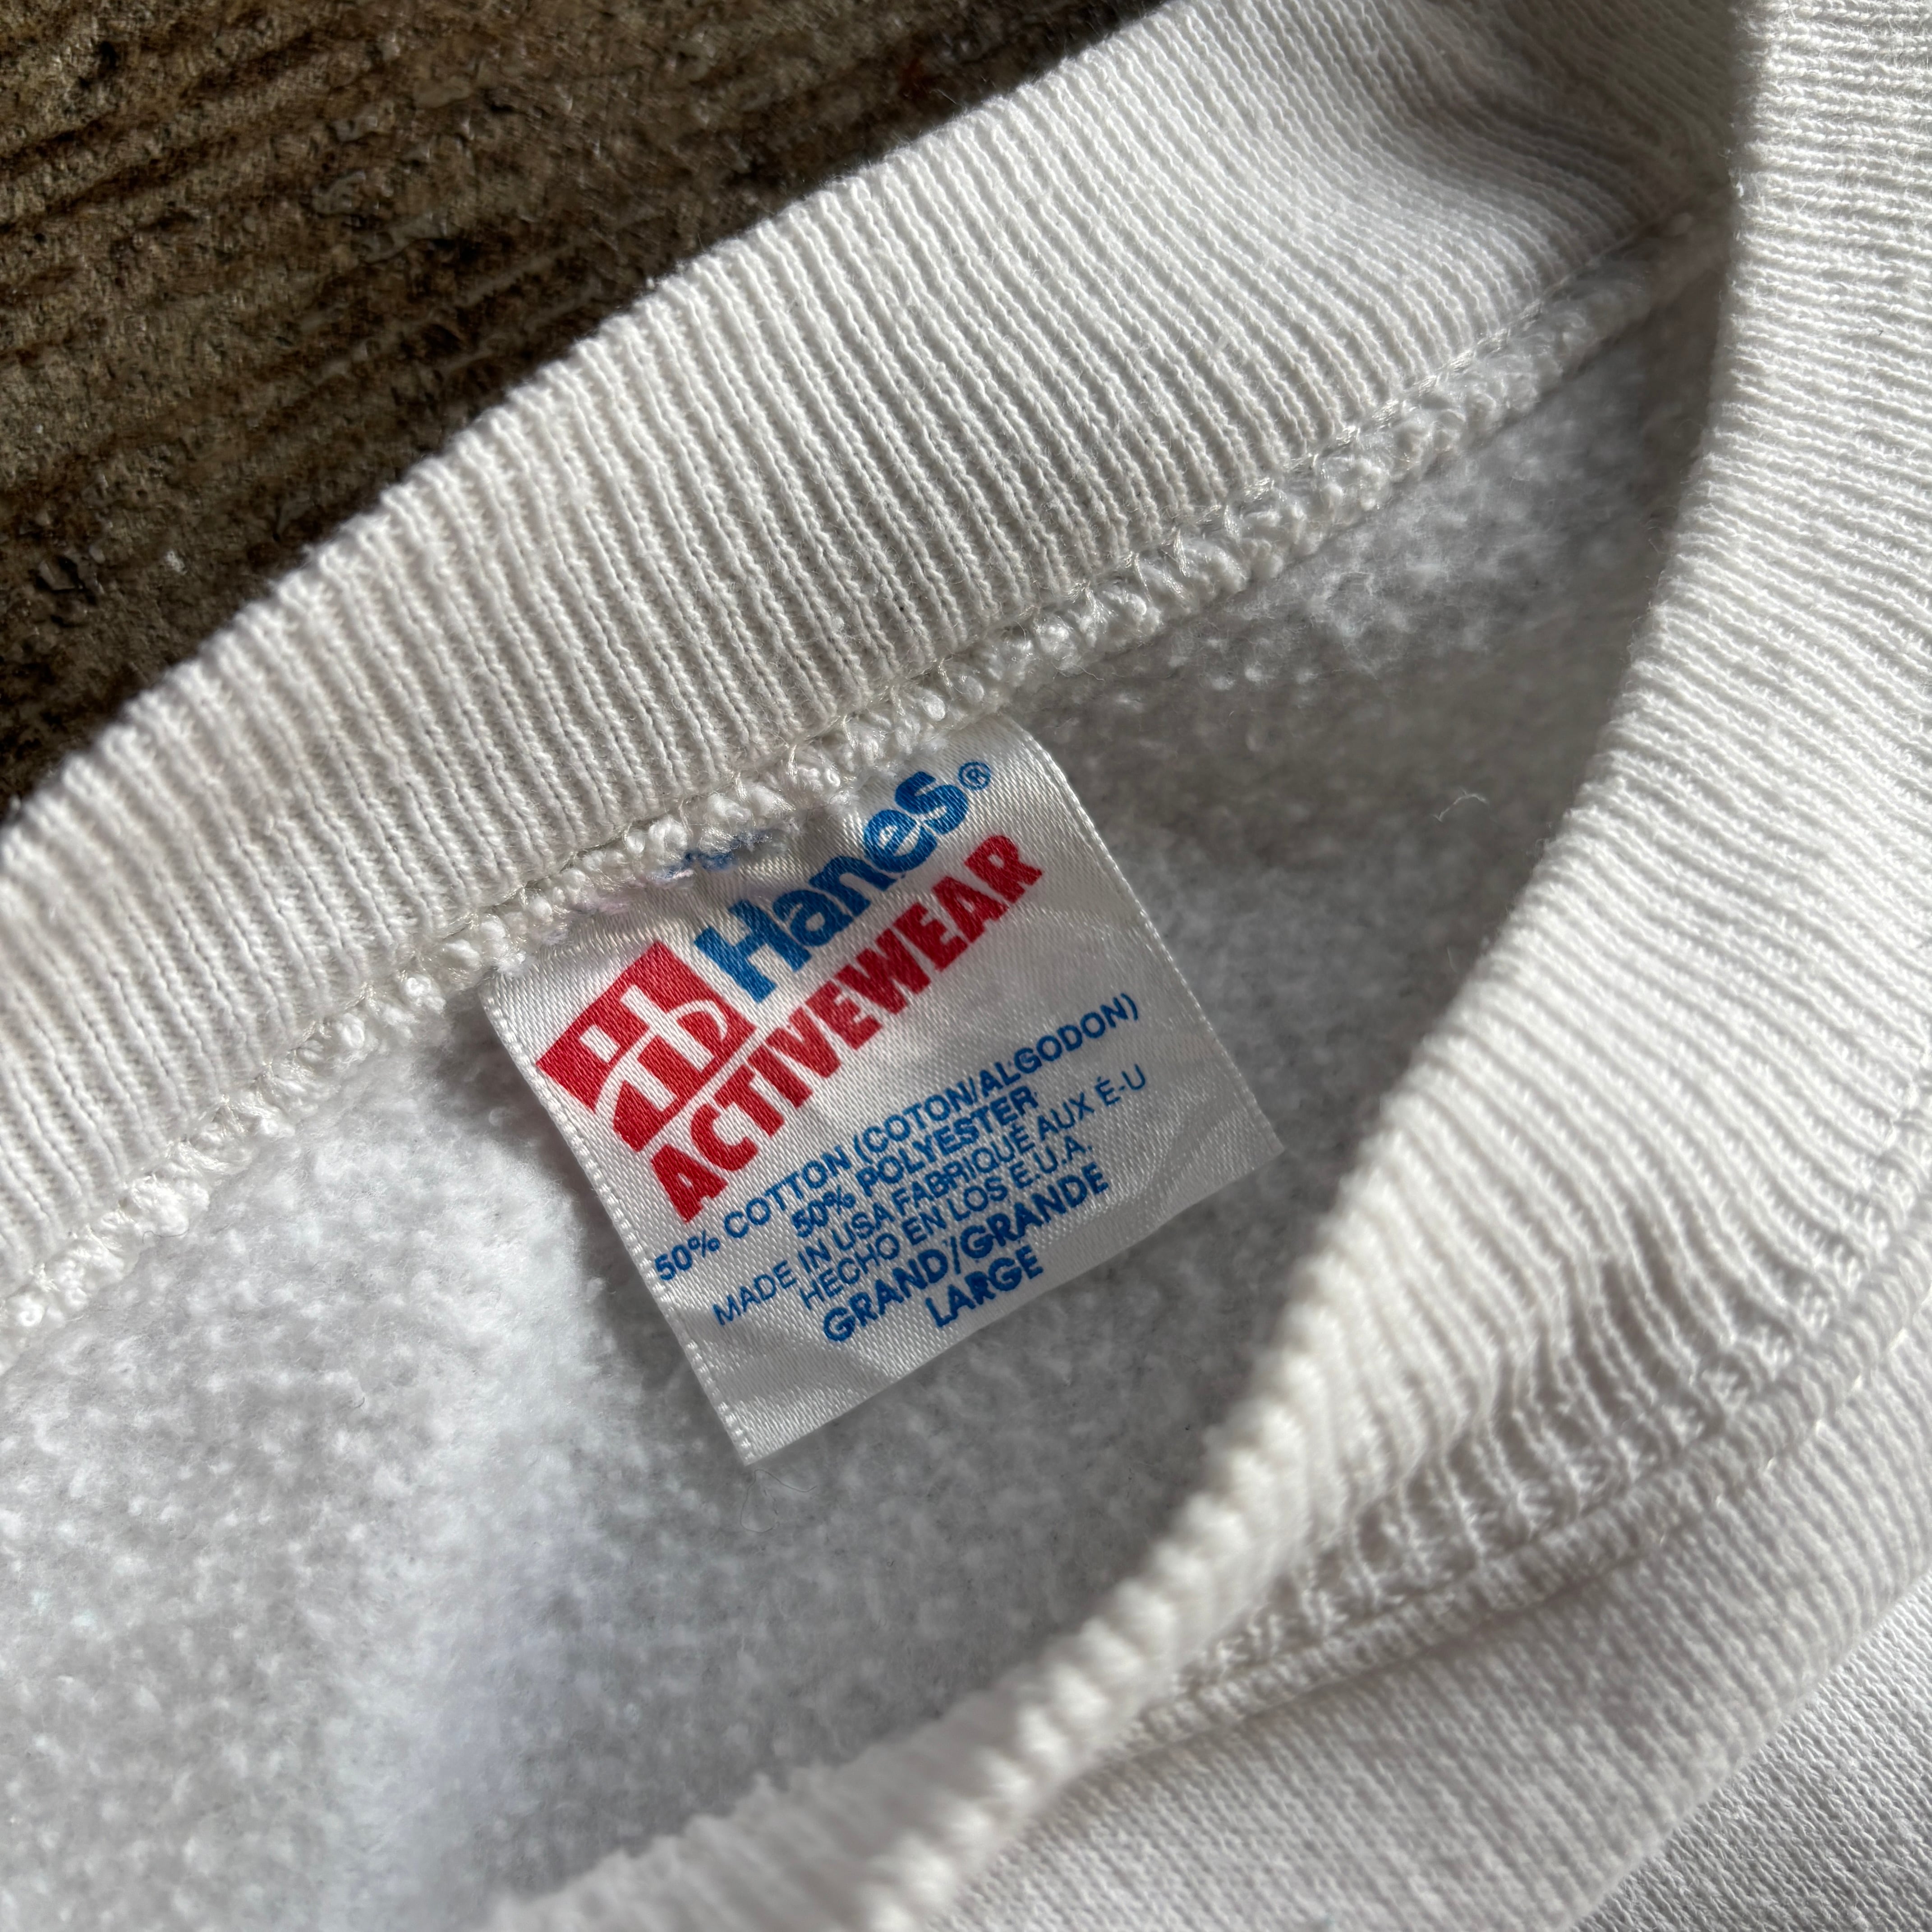 Hanes®
ACTIVEWEAR
50% COTTON (COTON/ALGODON)
50% POLYESTER
MADE IN USA FABRIQUÉ AUX É-U
HECHO EN LOS E.U.A.
GRAND/GRANDE
LARGE